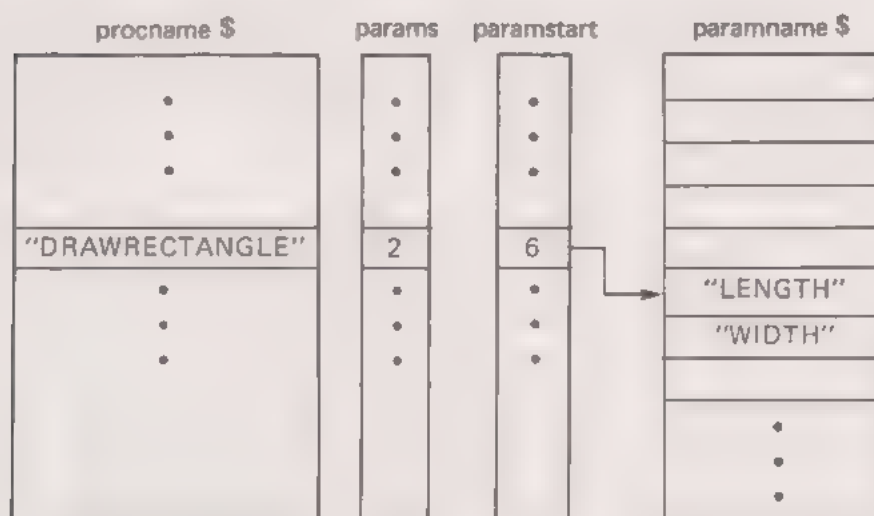 procname $ params paramstart paramname $
"DRAWRECTANGLE" 2 6
"LENGTH"
"WIDTH"